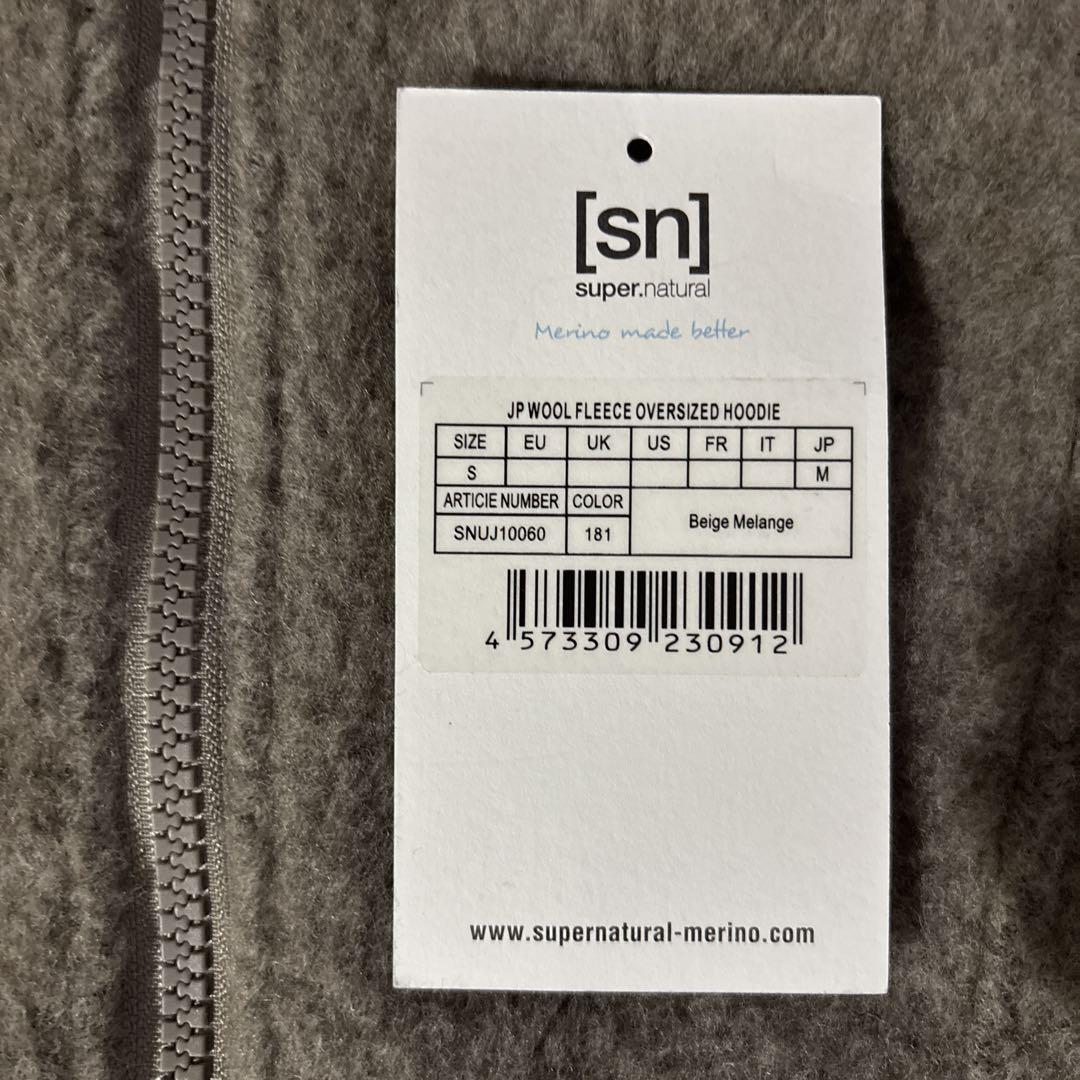 [sn]
super.natural
Merino made better
JP WOOL FLEECE OVERSIZED HOODIE
SIZE EU UK US FR IT JP
S M
ARTICIE NUMBER COLOR
Beige Melange
SNUJ10060 181
4 573309 230912
www.supernatural-merino.com